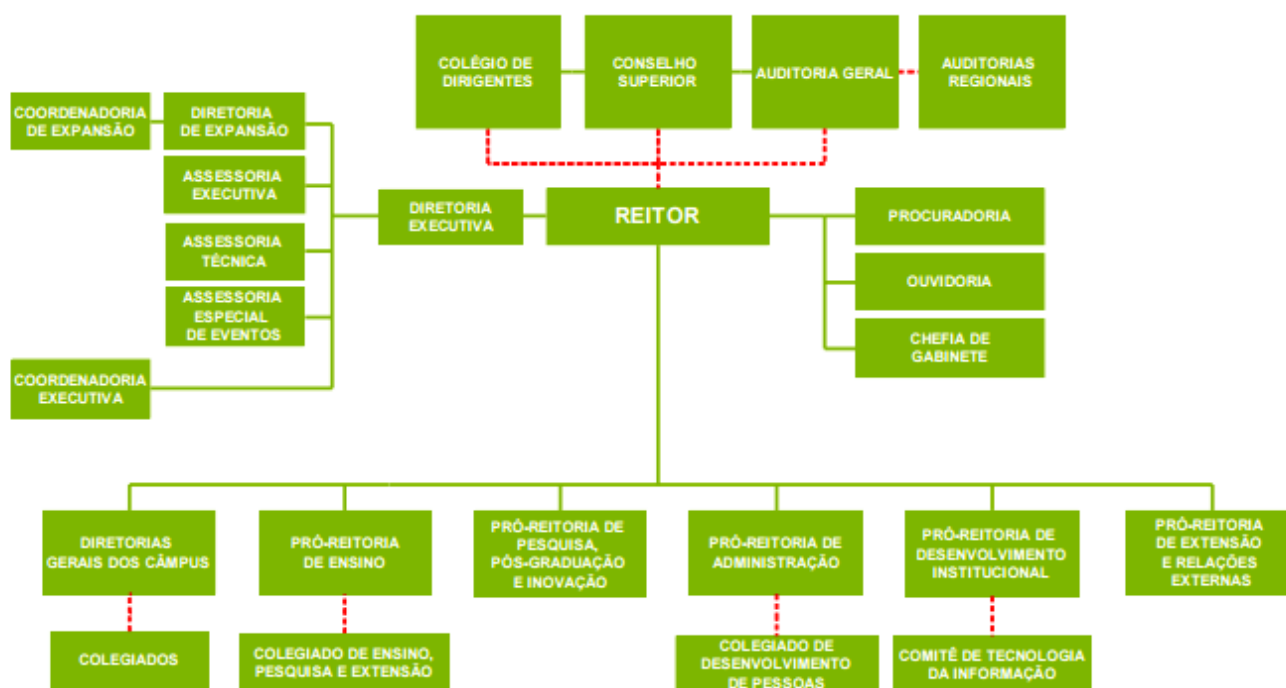 COLÉGIO DE
DIRIGENTES
CONSELHO
SUPERIOR
AUDITORIA GERAL
AUDITORIAS
REGIONAIS
COORDENADORIA
DE EXPANSÃO
DIRETORIA
DE EXPANSÃO
ASSESSORIA
EXECUTIVA
ASSESSORIA
TÉCNICA
ASSESSORIA
ESPECIAL
DE EVENTOS
COORDENADORIA
EXECUTIVA
DIRETORIA
EXECUTIVA
REITOR
PROCURADORIA
OUVIDORIA
CHEFIA DE
GABINETE
DIRETORIAS
GERAIS DOS CÂMPUS
PRÓ-REITORIA
DE ENSINO
PRÓ-REITORIA DE
PESQUISA,
PÓS-GRADUAÇÃO
E INOVAÇÃO
PRÓ-REITORIA DE
ADMINISTRAÇÃO
PRÓ-REITORIA DE
DESENVOLVIMENTO
INSTITUCIONAL
PRÓ-REITORIA
DE EXTENSÃO
E RELAÇÕES
EXTERNAS
COLEGIADOS
COLEGIADO DE ENSINO,
PESQUISA E EXTENSÃO
COLEGIADO DE
DESENVOLVIMENTO
DE PESSOAS
COMITÊ DE TECNOLOGIA
DA INFORMAÇÃO